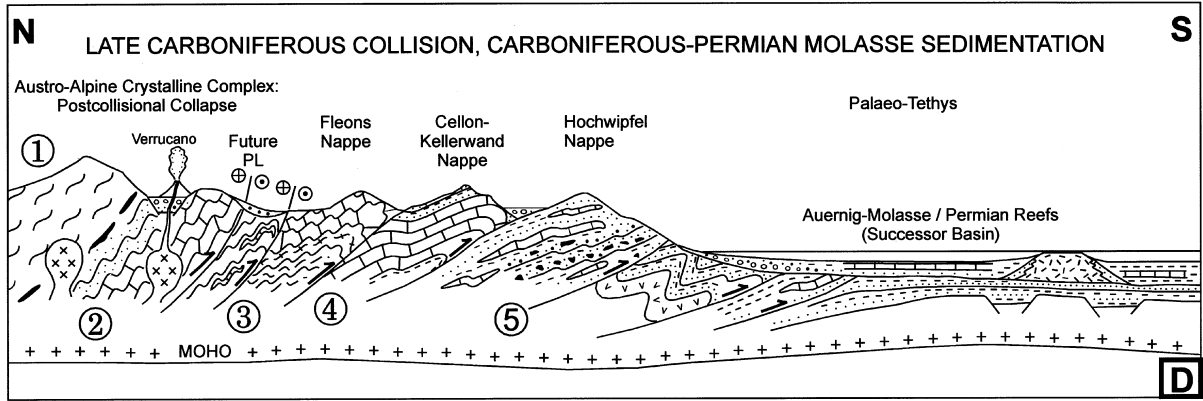 N
S
LATE CARBONIFEROUS COLLISION, CARBONIFEROUS-PERMIAN MOLASSE SEDIMENTATION
Austro-Alpine Crystalline Complex:
Postcollisional Collapse
Palaeo-Tethys
Verrucano
Future
PL
Fleons
Nappe
Cellon-
Kellerwand
Nappe
Hochwipfel
Nappe
Auernig-Molasse / Permian Reefs
(Successor Basin)
①
②
③
④
⑤
MOHO
D